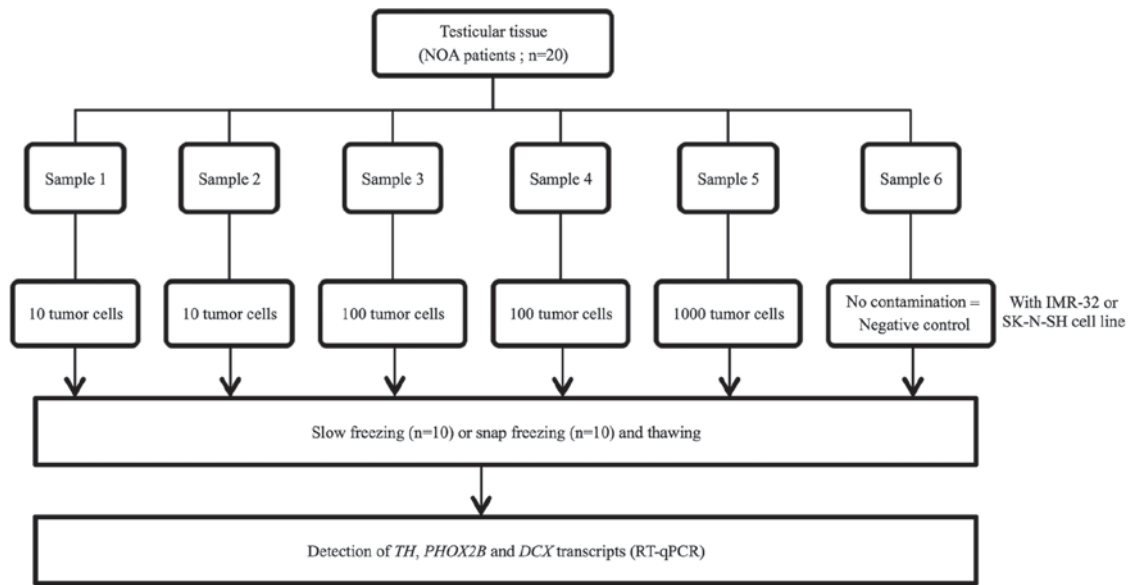 Testicular tissue
(NOA patients ; n=20)
Sample 1
Sample 2
Sample 3
Sample 4
Sample 5
Sample 6
10 tumor cells
10 tumor cells
100 tumor cells
100 tumor cells
1000 tumor cells
No contamination =
Negative control
With IMR-32 or
SK-N-SH cell line
Slow freezing (n=10) or snap freezing (n=10) and thawing
Detection of TH, PHOX2B and DCX transcripts (RT-qPCR)